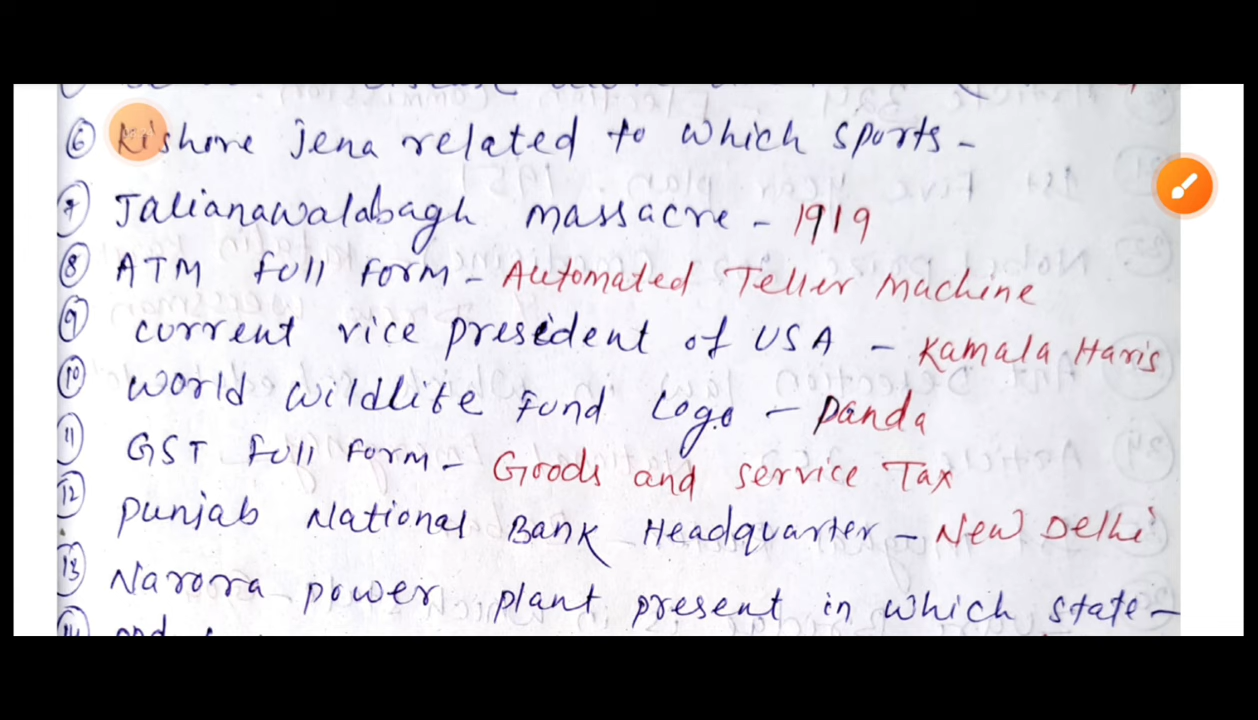 ⑥ Kishore Jena related to which sports -
⑦ Jalianawalabagh massacre - 1919
⑧ ATM full form - Automated Teller Machine
⑨ current vice president of USA - Kamala Haris
⑩ World wildlife Fund Logo - Panda
⑪ GST full form - Goods and service Tax
⑫ Punjab National Bank Headquarter - New Delhi
⑬ Narora power plant present in which state -